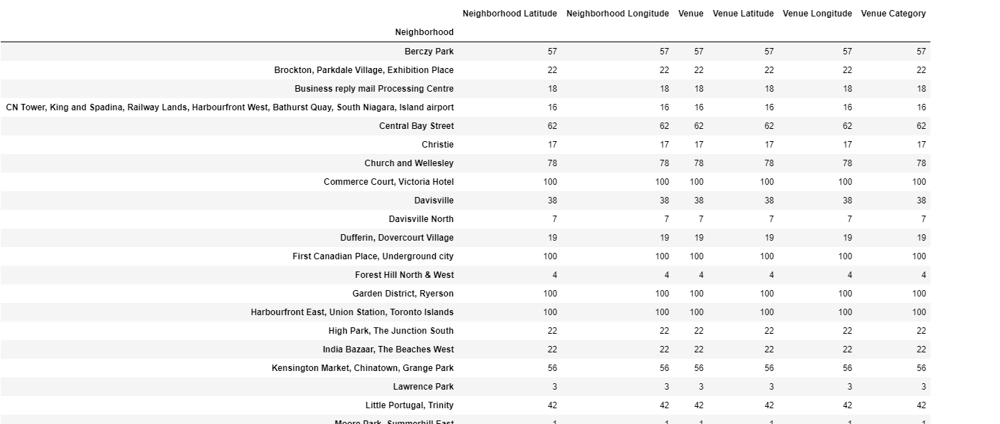 Neighborhood Latitude Neighborhood Longitude Venue Venue Latitude Venue Longitude Venue Category
Neighborhood
Berczy Park 57 57 57 57 57 57
Brockton, Parkdale Village, Exhibition Place 22 22 22 22 22 22
Business reply mail Processing Centre 18 18 18 18 18 18
CN Tower, King and Spadina, Railway Lands, Harbourfront West, Bathurst Quay, South Niagara, Island airport 16 16 16 16 16 16
Central Bay Street 62 62 62 62 62 62
Christie 17 17 17 17 17 17
Church and Wellesley 78 78 78 78 78 78
Commerce Court, Victoria Hotel 100 100 100 100 100 100
Davisville 38 38 38 38 38 38
Davisville North 7 7 7 7 7 7
Dufferin, Dovercourt Village 19 19 19 19 19 19
First Canadian Place, Underground city 100 100 100 100 100 100
Forest Hill North & West 4 4 4 4 4 4
Garden District, Ryerson 100 100 100 100 100 100
Harbourfront East, Union Station, Toronto Islands 100 100 100 100 100 100
High Park, The Junction South 22 22 22 22 22 22
India Bazaar, The Beaches West 22 22 22 22 22 22
Kensington Market, Chinatown, Grange Park 56 56 56 56 56 56
Lawrence Park 3 3 3 3 3 3
Little Portugal, Trinity 42 42 42 42 42 42
Moore Park, Summerhill East 1 1 1 1 1 1